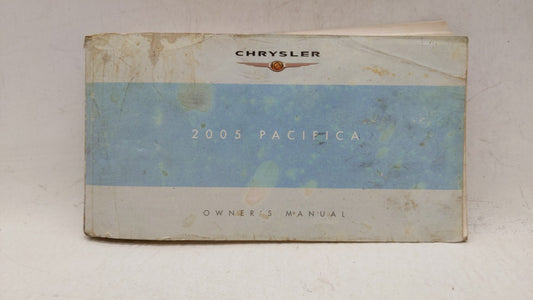 CHRYSLER
2005 PACIFICA
OWNER'S MANUAL